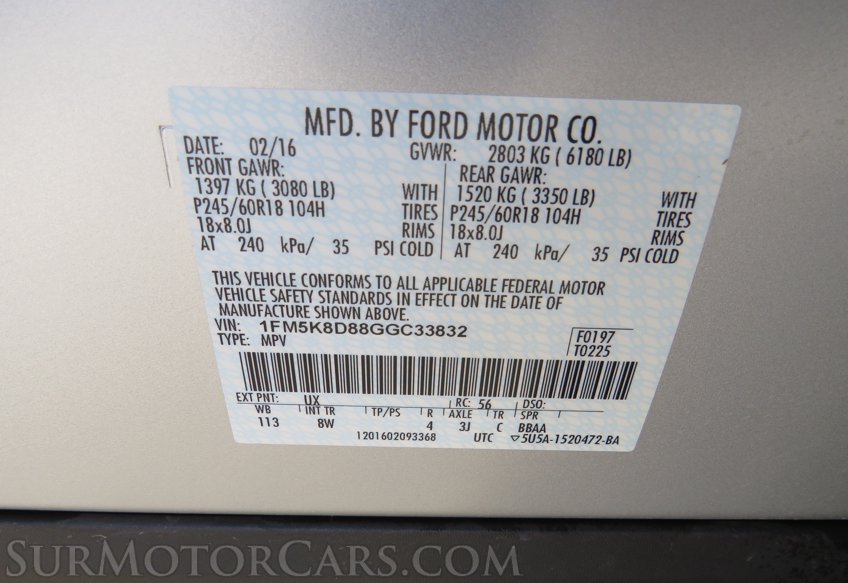 MFD. BY FORD MOTOR CO.
DATE: 02/16 GVWR: 2803 KG ( 6180 LB)
FRONT GAWR: REAR GAWR:
1397 KG ( 3080 LB) WITH 1520 KG ( 3350 LB) WITH
P245/60R18 104H TIRES P245/60R18 104H TIRES
18x8.0J RIMS 18x8.0J RIMS
AT 240 kPa/ 35 PSI COLD AT 240 kPa/ 35 PSI COLD
THIS VEHICLE CONFORMS TO ALL APPLICABLE FEDERAL MOTOR
VEHICLE SAFETY STANDARDS IN EFFECT ON THE DATE OF
MANUFACTURE SHOWN ABOVE.
VIN: 1FM5K8D88GGC33832 F0197
TYPE: MPV T0225
EXT PNT: UX RC: 56 DSO:
WB INT TR TP/PS R AXLE TR SPR
113 8W 4 3J C BBAA
1201602093368 UTC ▽5U5A-1520472-BA
SURMOTORCARS.COM